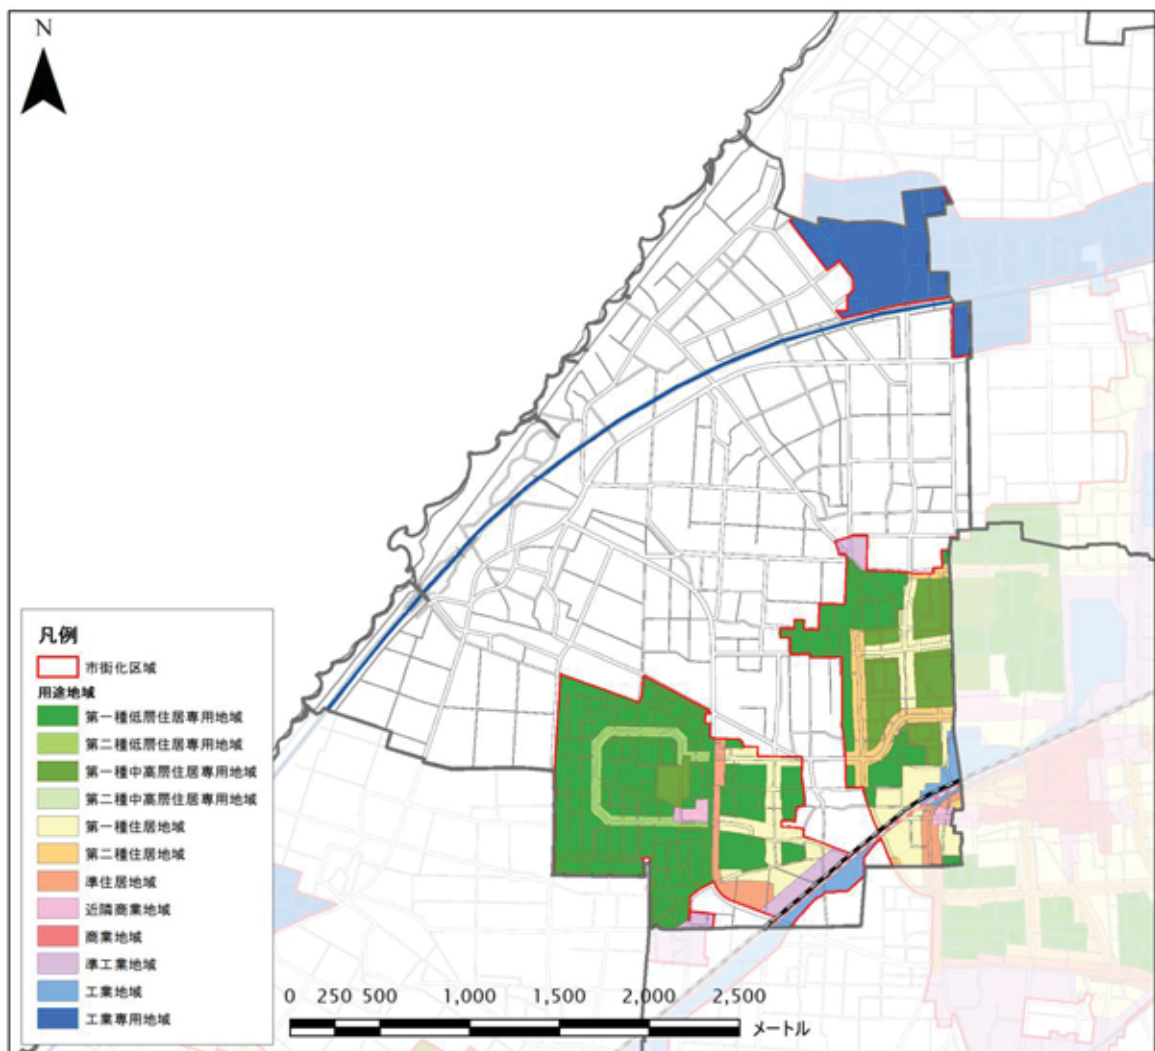 N
凡例
市街化区域
用途地域
第一種低層住居専用地域
第二種低層住居専用地域
第一種中高層住居専用地域
第二種中高層住居専用地域
第一種住居地域
第二種住居地域
準住居地域
近隣商業地域
商業地域
準工業地域
工業地域
工業専用地域
0 250 500 1,000 1,500 2,000 2,500
メートル